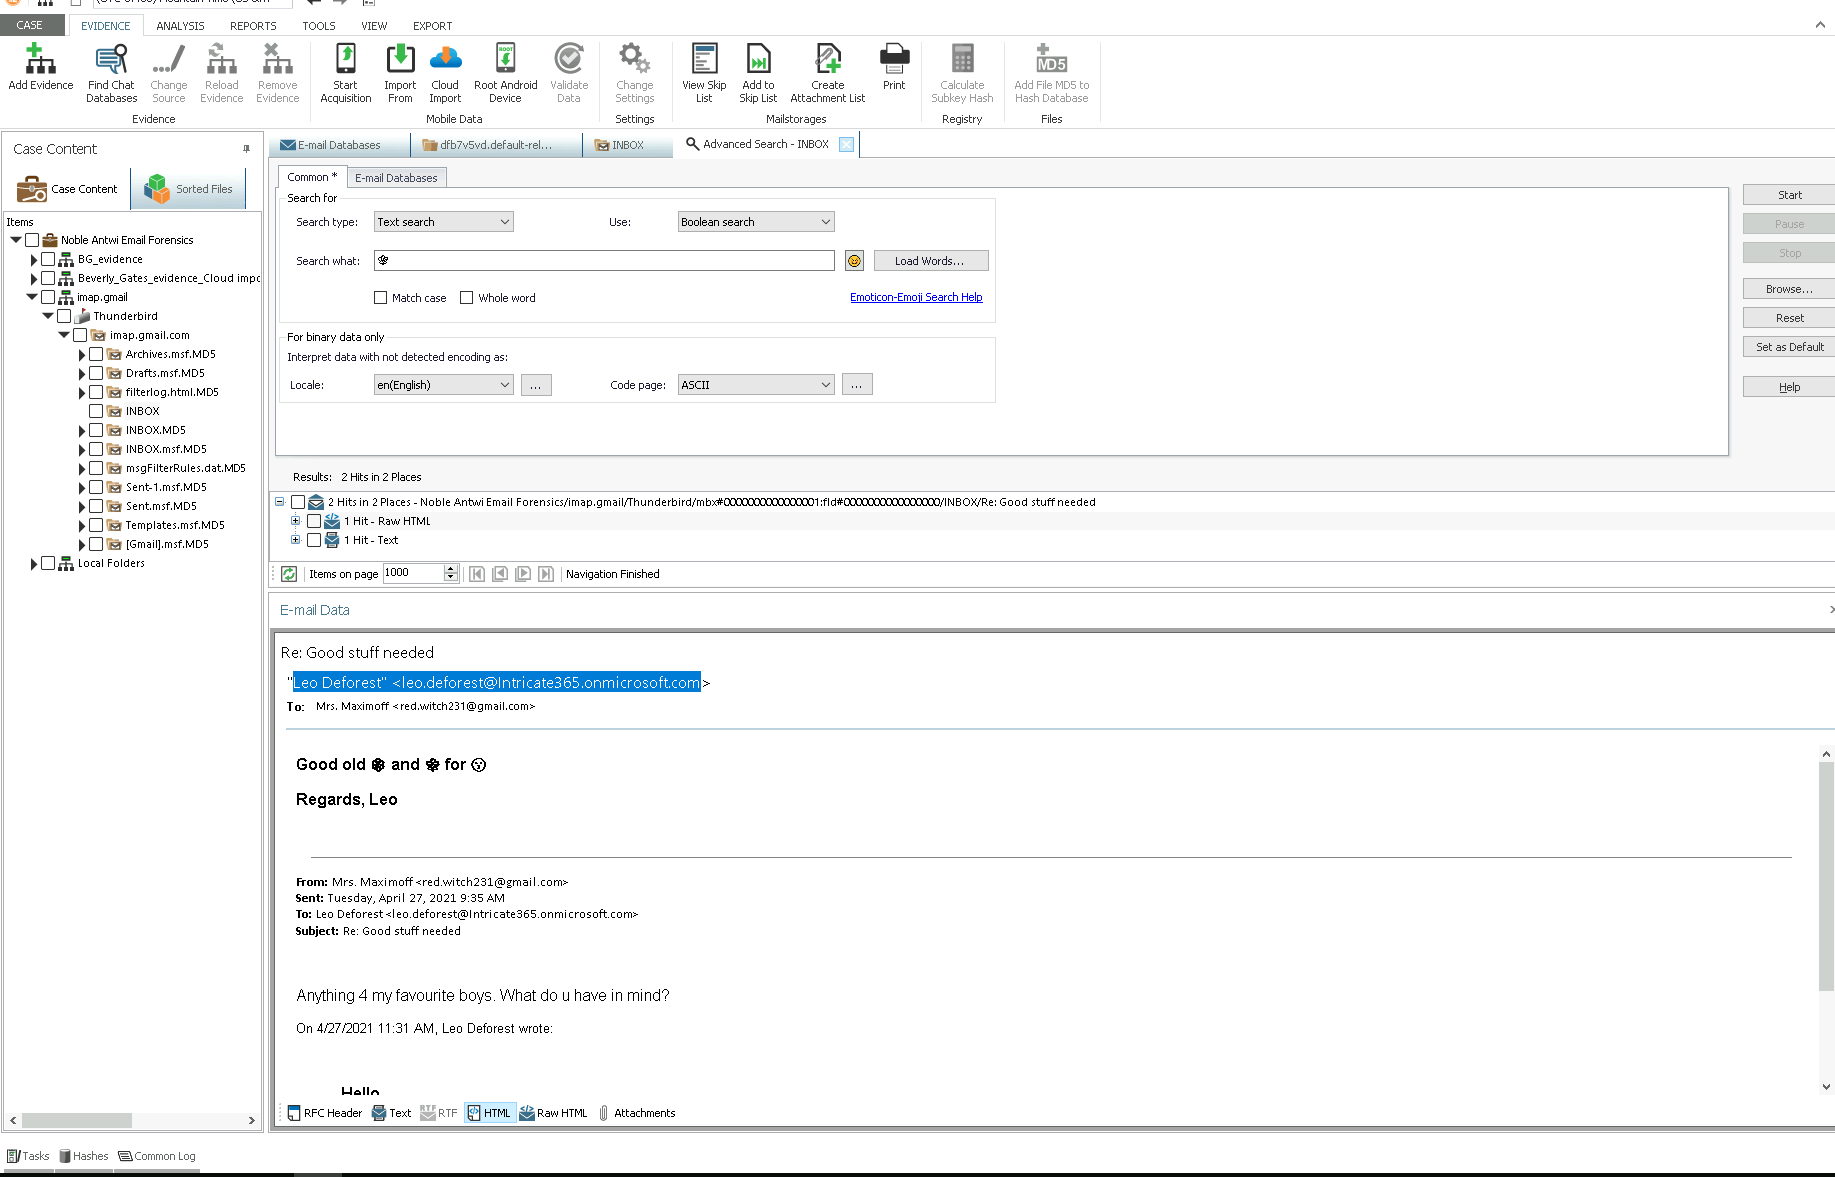 CASE EVIDENCE ANALYSIS REPORTS TOOLS VIEW EXPORT
Add Evidence
Find Chat Databases
Change Source
Reload Evidence
Remove Evidence
Start Acquisition
Import From
Cloud Import
Root Android Device
Validate Data
Change Settings
View Skip List
Add to Skip List
Create Attachment List
Print
Calculate Subkey Hash
Add File MD5 to Hash Database
Evidence
Mobile Data
Settings
Mailstorages
Registry
Files
Case Content
Case Content
Sorted Files
Items
Noble Antwi Email Forensics
BG_evidence
Beverly_Gates_evidence_Cloud impo
imap.gmail
Thunderbird
imap.gmail.com
Archives.msf.MD5
Drafts.msf.MD5
filterlog.html.MD5
INBOX
INBOX.MD5
INBOX.msf.MD5
msgFilterRules.dat.MD5
Sent-1.msf.MD5
Sent.msf.MD5
Templates.msf.MD5
[Gmail].msf.MD5
Local Folders
E-mail Databases
dfb7v5vd.default-rel...
INBOX
Advanced Search - INBOX
Common *
E-mail Databases
Search for
Search type: Text search
Use: Boolean search
Search what:
Load Words...
Match case
Whole word
Emoticon-Emoji Search Help
For binary data only
Interpret data with not detected encoding as:
Locale: en(English) ...
Code page: ASCII ...
Start
Pause
Stop
Browse...
Reset
Set as Default
Help
Results: 2 Hits in 2 Places
2 Hits in 2 Places - Noble Antwi Email Forensics/imap.gmail/Thunderbird/mbx#0000000000000001:fld#0000000000000000/INBOX/Re: Good stuff needed
1 Hit - Raw HTML
1 Hit - Text
Items on page 1000
Navigation Finished
E-mail Data
Re: Good stuff needed
"Leo Deforest" <leo.deforest@Intricate365.onmicrosoft.com>
To: Mrs. Maximoff <red.witch231@gmail.com>
Good old and for
Regards, Leo
From: Mrs. Maximoff <red.witch231@gmail.com>
Sent: Tuesday, April 27, 2021 9:35 AM
To: Leo Deforest <leo.deforest@Intricate365.onmicrosoft.com>
Subject: Re: Good stuff needed
Anything 4 my favourite boys. What do u have in mind?
On 4/27/2021 11:31 AM, Leo Deforest wrote:
Hello
RFC Header
Text
RTF
HTML
Raw HTML
Attachments
Tasks
Hashes
Common Log